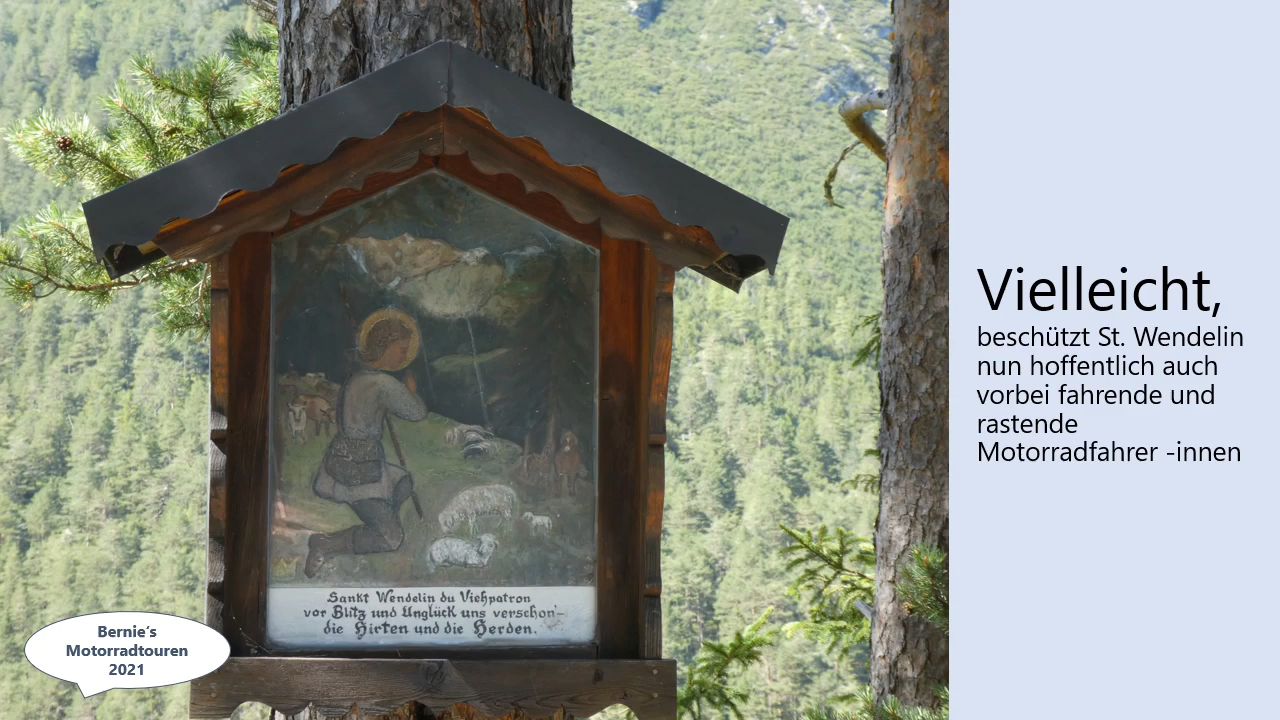 Sankt Wendelin du Viehpatron
vor Blitz und Unglück uns verschon'–
die Hirten und die Herden.
Bernie‘s
Motorradtouren
2021
Vielleicht,
beschützt St. Wendelin
nun hoffentlich auch
vorbei fahrende und
rastende
Motorradfahrer -innen